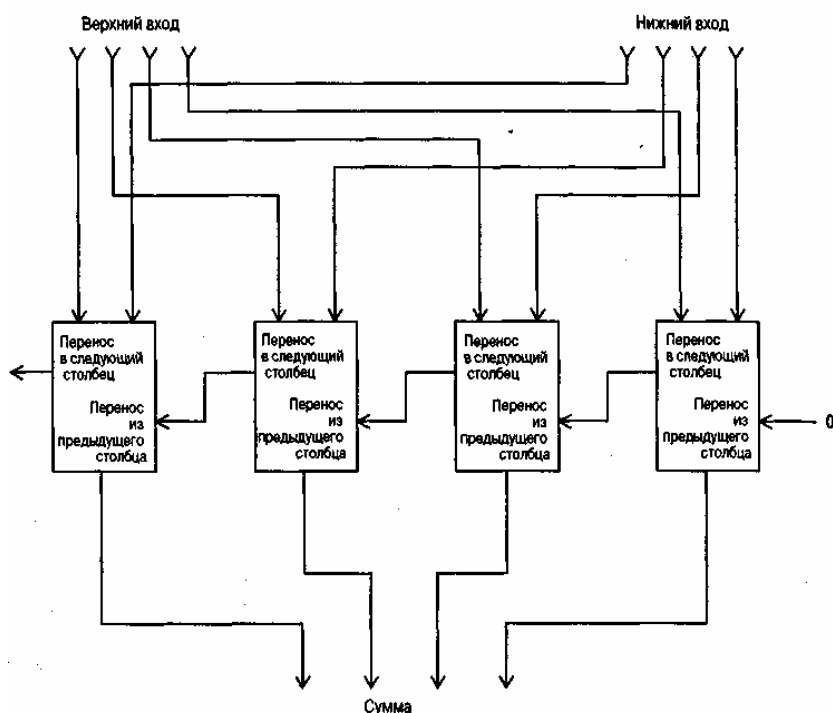 Верхний вход
Нижний вход
Перенос
в следующий
столбец
Перенос
из
предыдущего
столбца
Перенос
в следующий
столбец
Перенос
из
предыдущего
столбца
Перенос
в следующий
столбец
Перенос
из
предыдущего
столбца
Перенос
в следующий
столбец
Перенос
из
предыдущего
столбца
0
Сумма